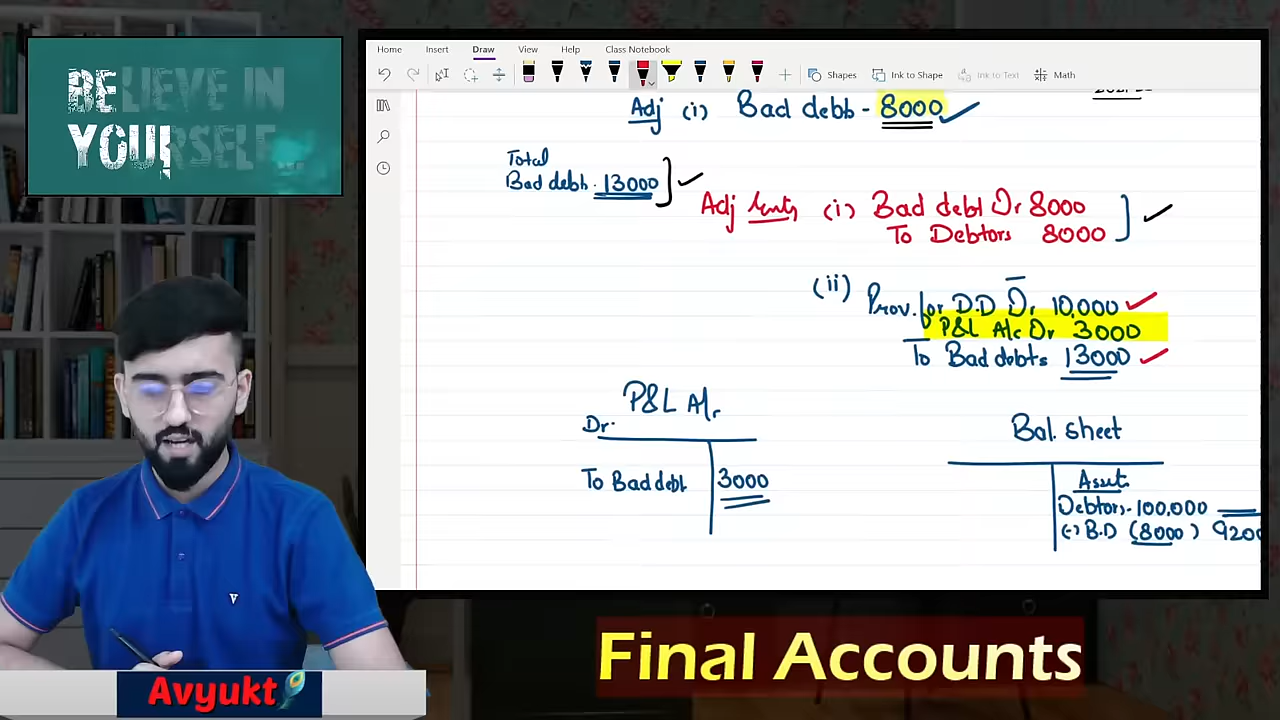 BELIEVE IN
YOURSELF...
Home Insert Draw View Help Class Notebook
Shapes Ink to Shape Ink to Text Math
Adj (i) Bad debt - 8000
Total
Bad debt. 13000
Adj (i) Bad debt Dr 8000
To Debtors 8000
(ii) Prov. for D.D Dr 10,000
P&L A/c Dr 3000
To Bad debts 13000
P&L A/c
Dr.
To Bad debt 3000
Bal. sheet
Asset
Debtors - 100,000
(-) B.D (8000) 9200
Final Accounts
Avyukt